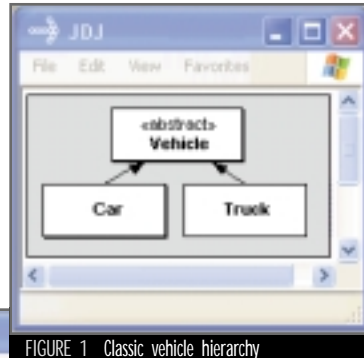 JDJ
File Edit View Favorites
«abstract»
Vehicle
Car Truck
FIGURE 1 Classic vehicle hierarchy